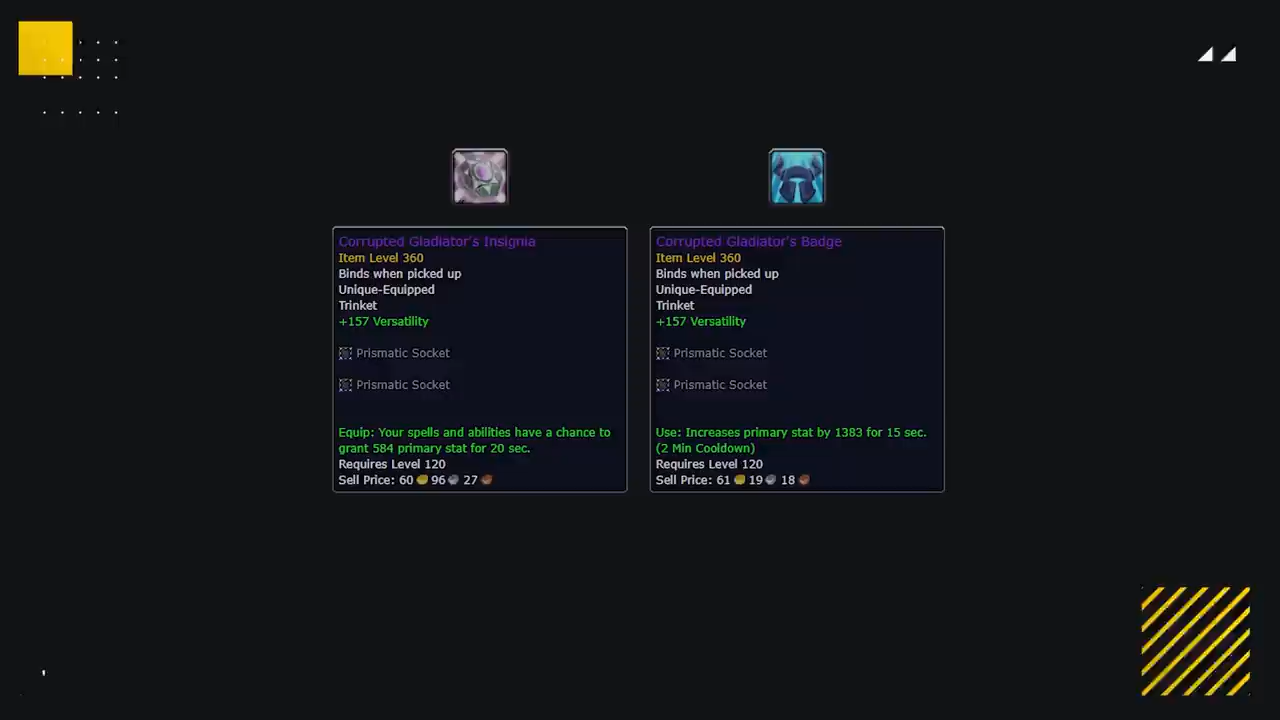 Corrupted Gladiator's Insignia
Item Level 360
Binds when picked up
Unique-Equipped
Trinket
+157 Versatility
Prismatic Socket
Prismatic Socket
Equip: Your spells and abilities have a chance to
grant 584 primary stat for 20 sec.
Requires Level 120
Sell Price: 60 96 27
Corrupted Gladiator's Badge
Item Level 360
Binds when picked up
Unique-Equipped
Trinket
+157 Versatility
Prismatic Socket
Prismatic Socket
Use: Increases primary stat by 1383 for 15 sec.
(2 Min Cooldown)
Requires Level 120
Sell Price: 61 19 18